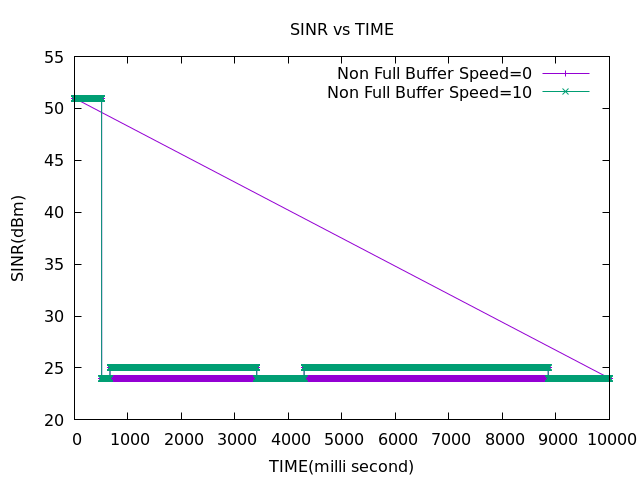 SINR vs TIME
55
50
45
40
35
30
25
20
SINR(dBm)
Non Full Buffer Speed=0
Non Full Buffer Speed=10
0 1000 2000 3000 4000 5000 6000 7000 8000 9000 10000
TIME(milli second)